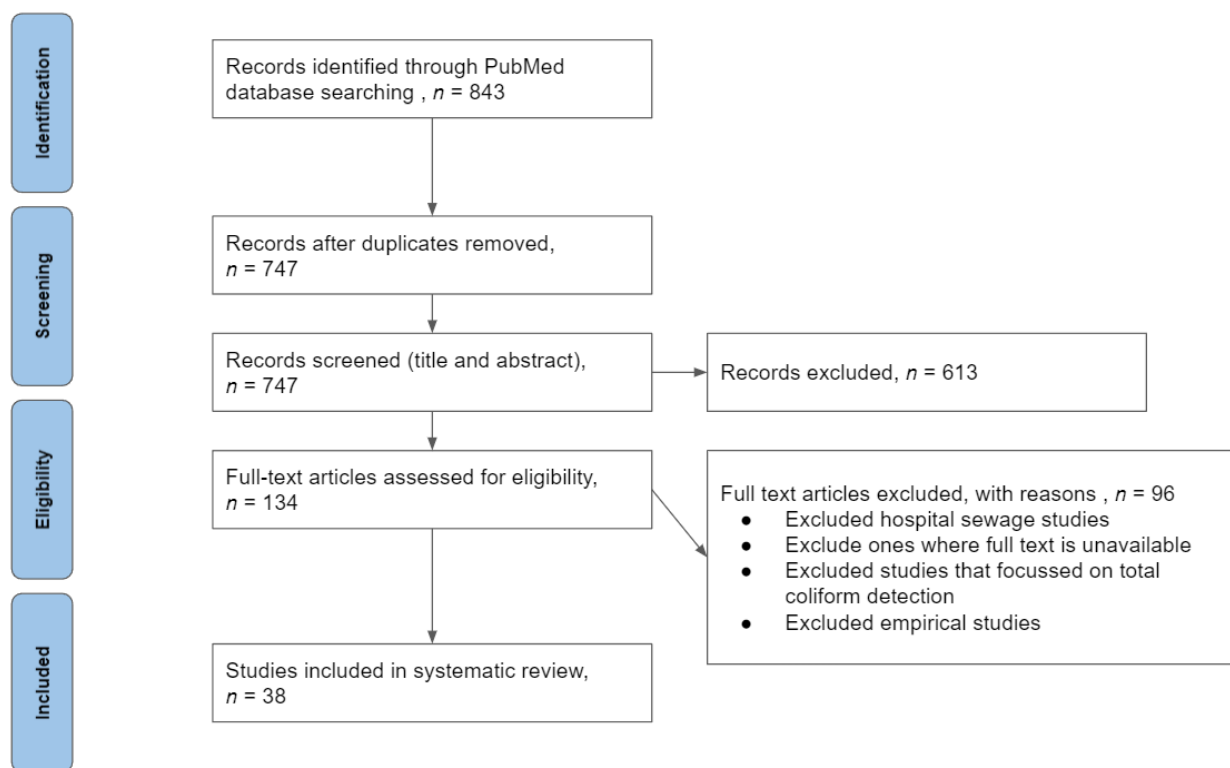 Identification
Records identified through PubMed
database searching , n = 843
Screening
Records after duplicates removed,
n = 747
Records screened (title and abstract),
n = 747
Records excluded, n = 613
Eligibility
Full-text articles assessed for eligibility,
n = 134
Full text articles excluded, with reasons , n = 96
● Excluded hospital sewage studies
● Exclude ones where full text is unavailable
● Excluded studies that focussed on total
coliform detection
● Excluded empirical studies
Included
Studies included in systematic review,
n = 38